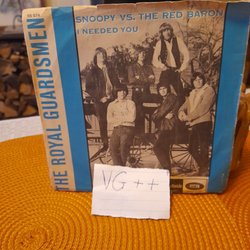 SNOOPY VS. THE RED BARON
I NEEDED YOU
THE ROYAL GUARDSMEN
VG++